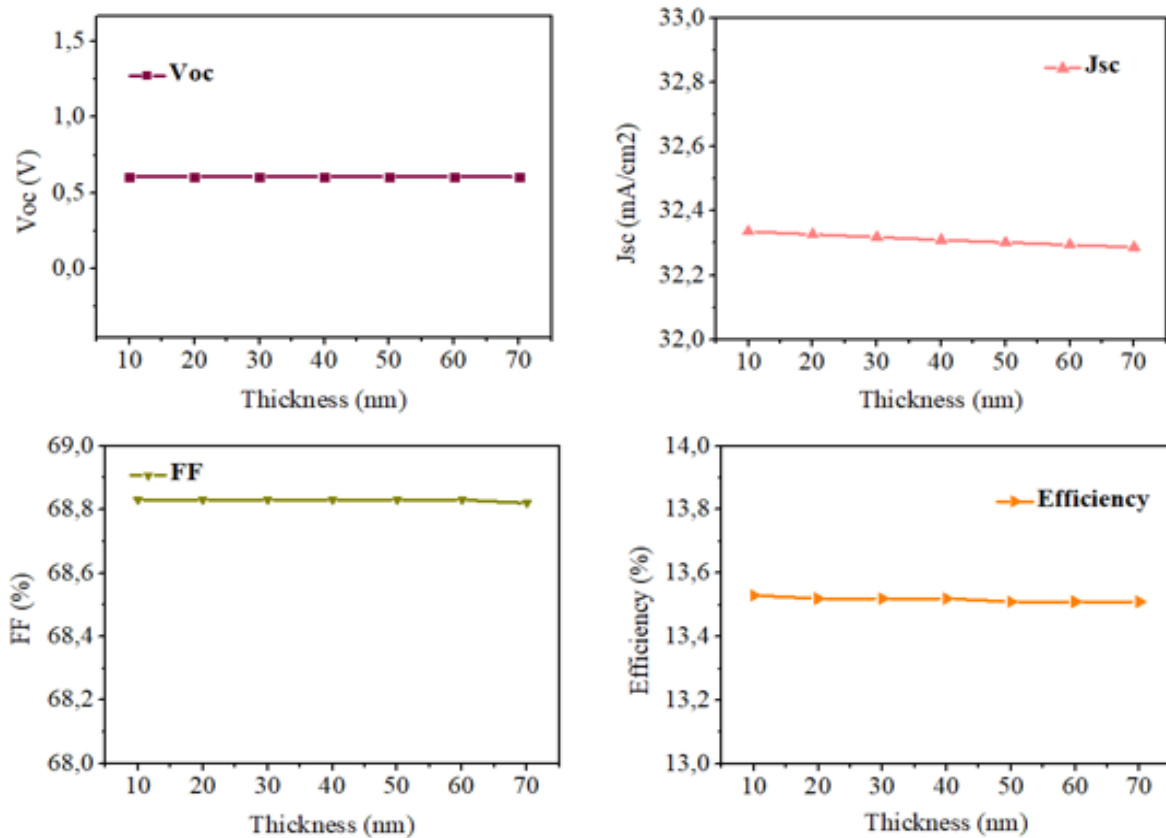 Voc
Voc (V)
1,5
1,0
0,5
0,0
10 20 30 40 50 60 70
Thickness (nm)
Jsc
Jsc (mA/cm2)
33,0
32,8
32,6
32,4
32,2
32,0
10 20 30 40 50 60 70
Thickness (nm)
FF
FF (%)
69,0
68,8
68,6
68,4
68,2
68,0
10 20 30 40 50 60 70
Thickness (nm)
Efficiency
Efficiency (%)
14,0
13,8
13,6
13,4
13,2
13,0
10 20 30 40 50 60 70
Thickness (nm)